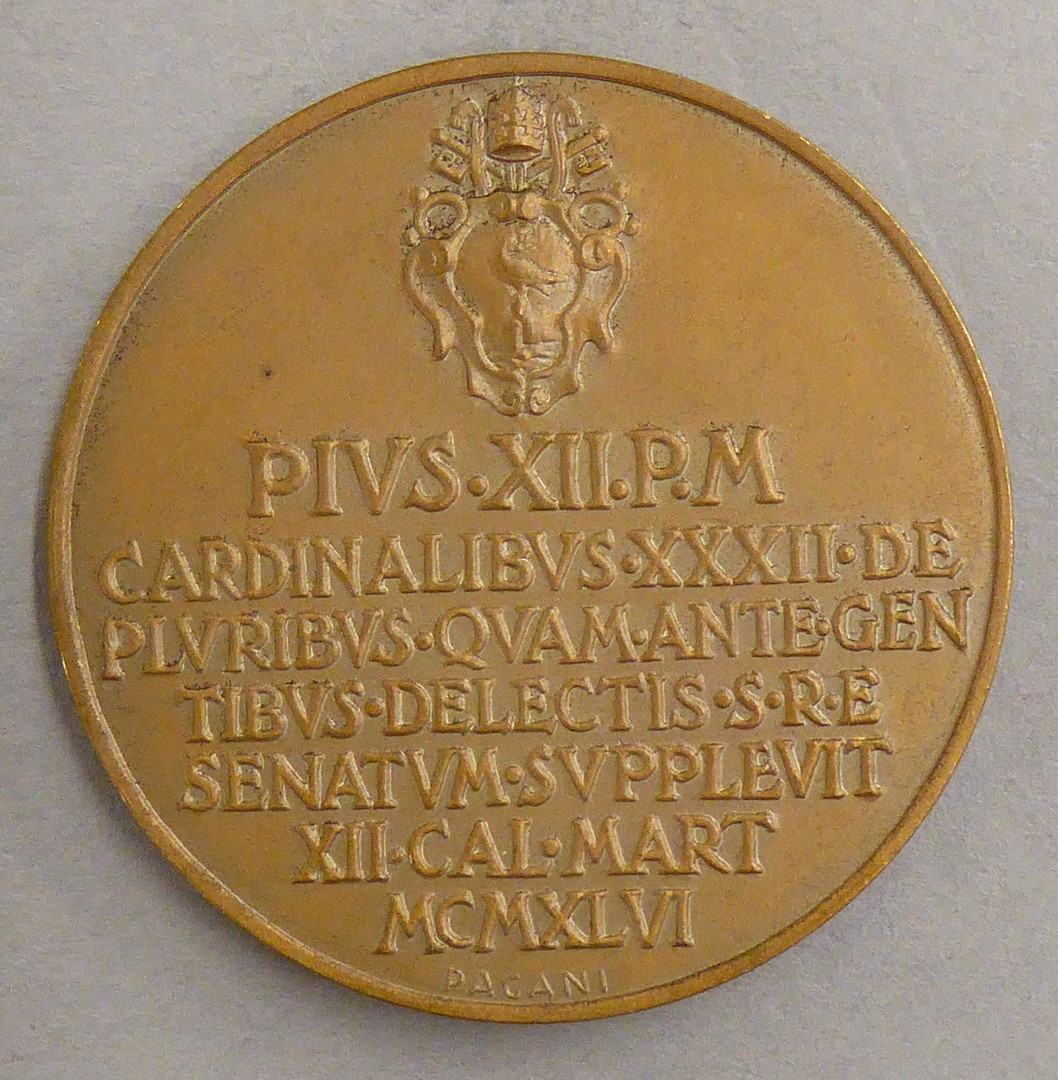 PIVS·XII·P·M
CARDINALIBVS·XXXII·DE
PLVRIBVS·QVAM·ANTE·GEN
TIBVS·DELECTIS·S·R·E
SENATVM·SVPPLEVIT
XII·CAL·MART
MCMXLVI
PAGANI